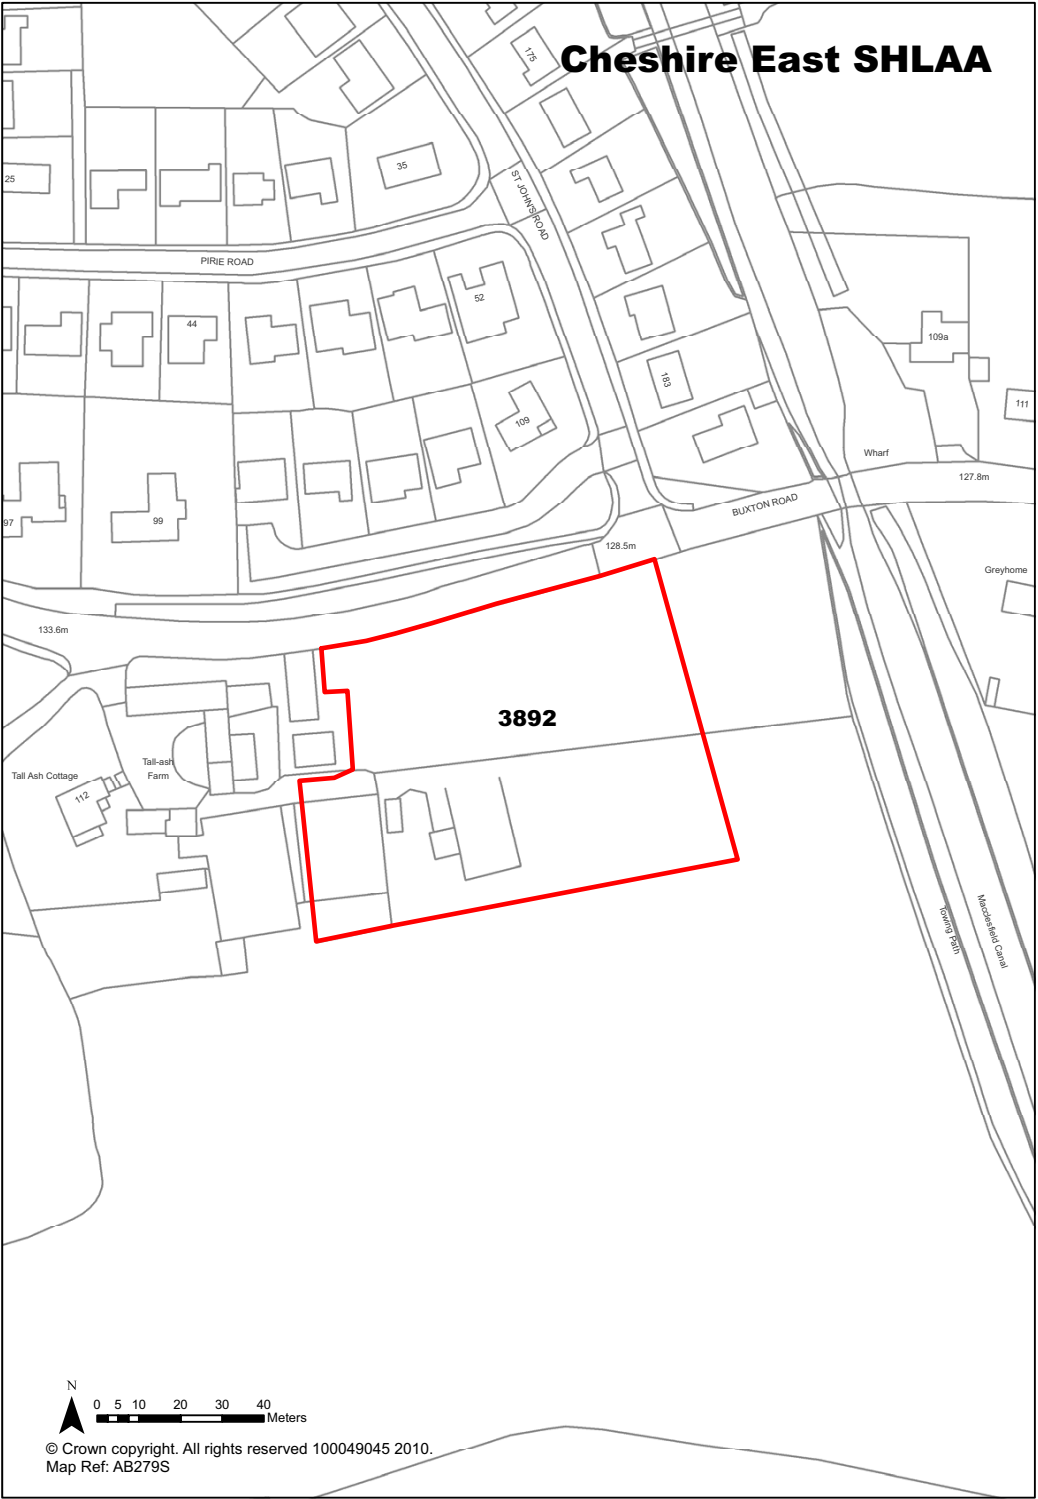 Cheshire East SHLAA
175
35
25
ST JOHN'S ROAD
PIRIE ROAD
52
44
109a
183
111
109
Wharf
127.8m
99
97
BUXTON ROAD
128.5m
Greyhome
133.6m
3892
Tall-ash
Farm
Tall Ash Cottage
112
Towing Path
Macclesfield Canal
N
0 5 10 20 30 40
Meters
© Crown copyright. All rights reserved 100049045 2010.
Map Ref: AB279S